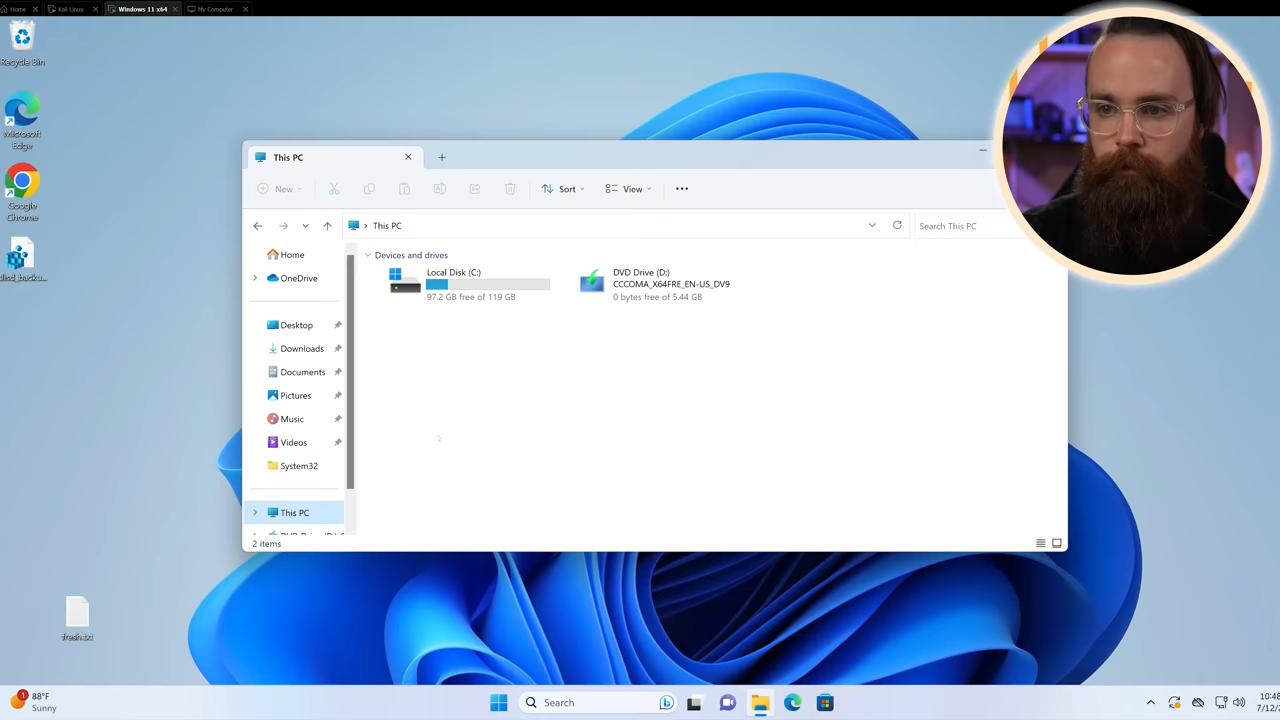 Home
Kali Linux
Windows 11 x64
My Computer
Recycle Bin
Microsoft
Edge
Google
Chrome
fresh.txt
This PC
New
Sort
View
This PC
Search This PC
Home
OneDrive
Desktop
Downloads
Documents
Pictures
Music
Videos
System32
This PC
Devices and drives
Local Disk (C:)
97.2 GB free of 119 GB
DVD Drive (D:)
CCCOMA_X64FRE_EN-US_DV9
0 bytes free of 5.44 GB
2 items
1
88°F
Sunny
Search
10:48
7/12/